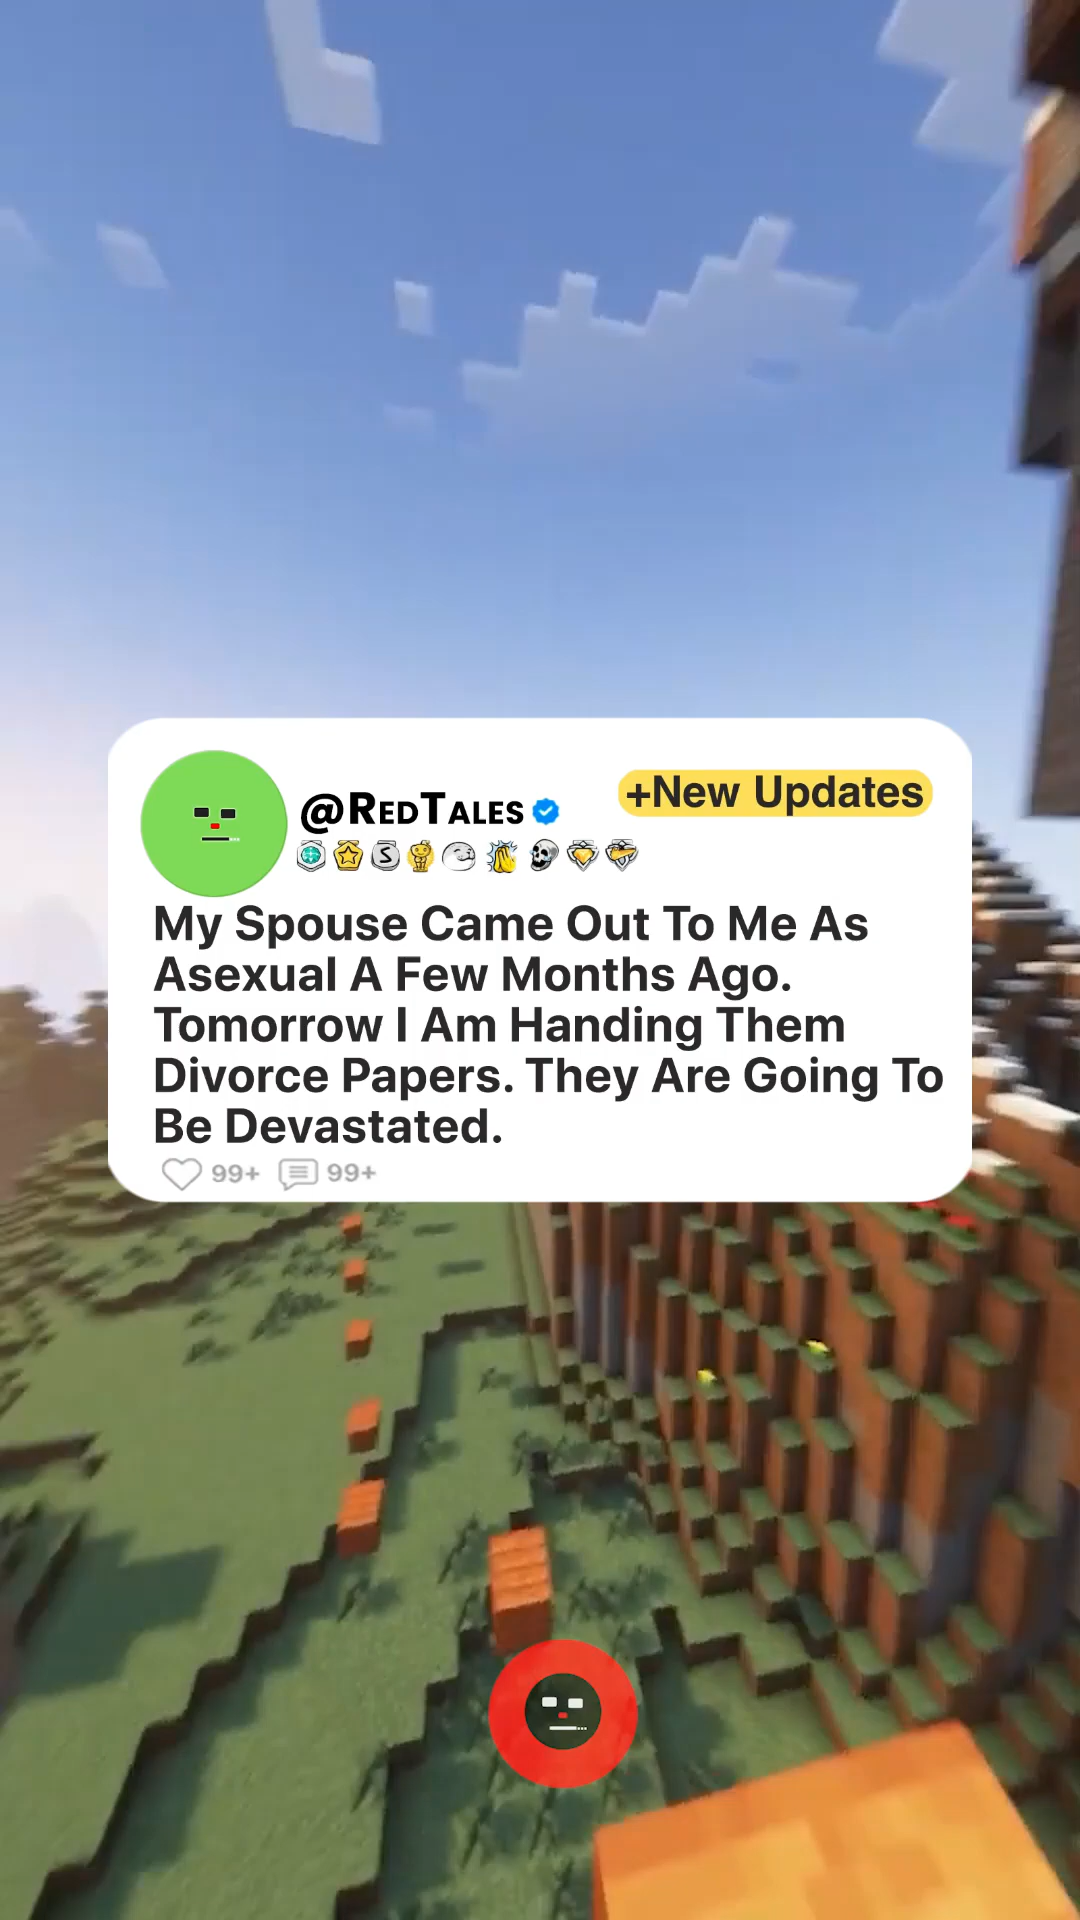 @RedTales
+New Updates
My Spouse Came Out To Me As
Asexual A Few Months Ago.
Tomorrow I Am Handing Them
Divorce Papers. They Are Going To
Be Devastated.
99+ 99+